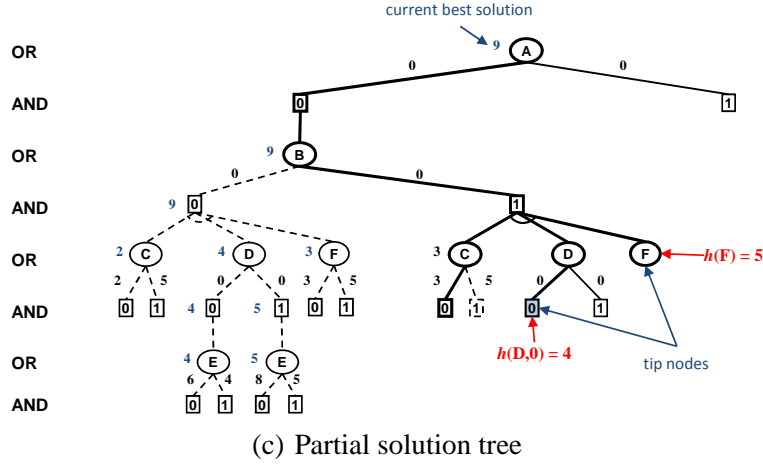 current best solution
OR 9 A
0 0
AND 0 1
OR 9 B
0 0
AND 9 0 1
OR 2 C 4 D 3 F C D F h(F) = 5
2 5 0 0 3 5 3 5 0 0
AND 0 1 4 0 5 1 0 1 0 1 0 1
OR 4 E 5 E h(D,0) = 4 tip nodes
6 4 8 5
AND 0 1 0 1
(c) Partial solution tree